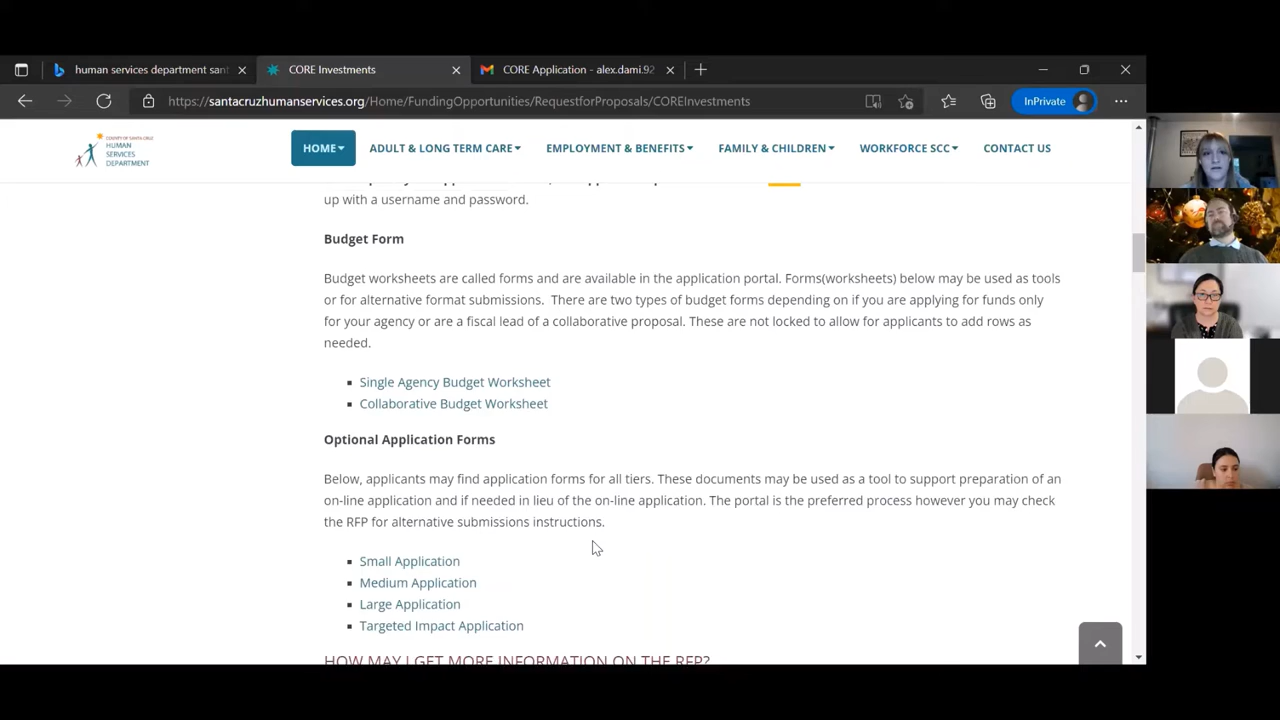 human services department sant
CORE Investments
CORE Application - alex.dami.92
https://santacruzhumanservices.org/Home/FundingOpportunities/RequestforProposals/COREInvestments
InPrivate
COUNTY OF SANTA CRUZ
HUMAN
SERVICES
DEPARTMENT
HOME
ADULT & LONG TERM CARE
EMPLOYMENT & BENEFITS
FAMILY & CHILDREN
WORKFORCE SCC
CONTACT US
up with a username and password.
Budget Form
Budget worksheets are called forms and are available in the application portal. Forms(worksheets) below may be used as tools
or for alternative format submissions. There are two types of budget forms depending on if you are applying for funds only
for your agency or are a fiscal lead of a collaborative proposal. These are not locked to allow for applicants to add rows as
needed.
Single Agency Budget Worksheet
Collaborative Budget Worksheet
Optional Application Forms
Below, applicants may find application forms for all tiers. These documents may be used as a tool to support preparation of an
on-line application and if needed in lieu of the on-line application. The portal is the preferred process however you may check
the RFP for alternative submissions instructions.
Small Application
Medium Application
Large Application
Targeted Impact Application
HOW MAY I GET MORE INFORMATION ON THE RFP?